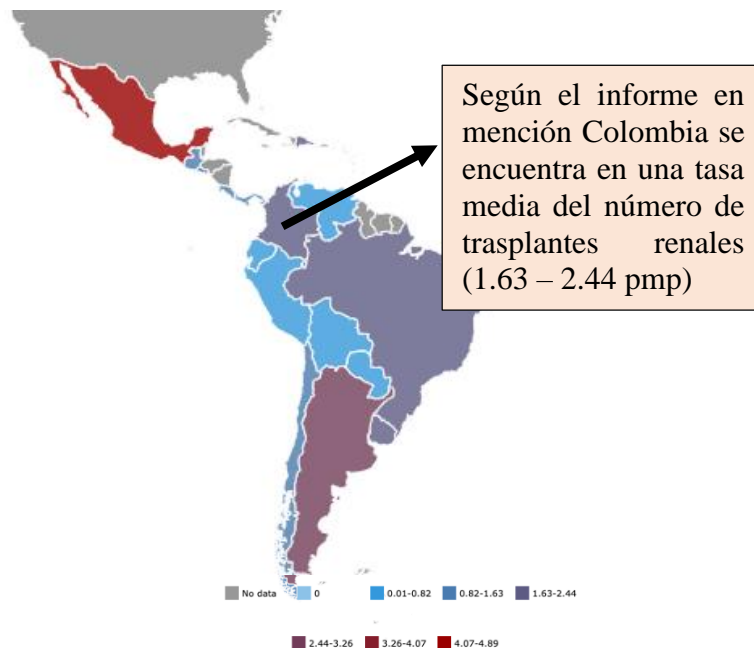 Según el informe en
mención Colombia se
encuentra en una tasa
media del número de
trasplantes renales
(1.63 – 2.44 pmp)
No data 0 0.01-0.82 0.82-1.63 1.63-2.44
2.44-3.26 3.26-4.07 4.07-4.89